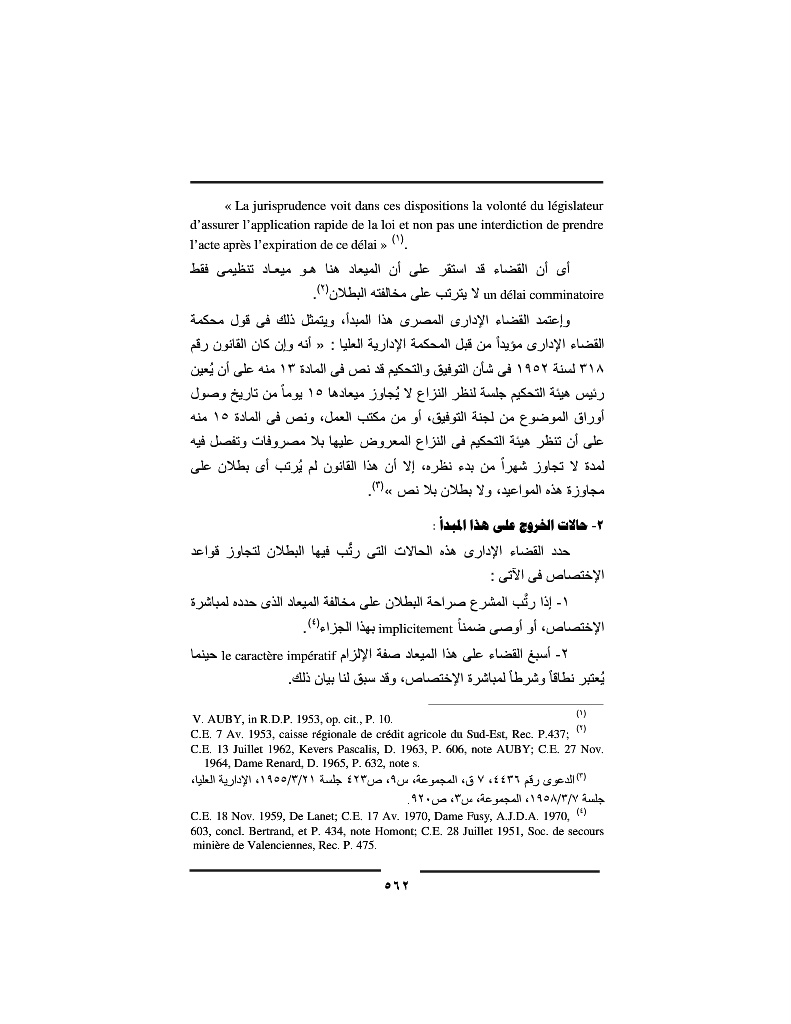 « La jurisprudence voit dans ces dispositions la volonté du législateur
d’assurer l’application rapide de la loi et non pas une interdiction de prendre
l’acte après l’expiration de ce délai » (١).
أى أن القضاء قد استقر على أن الميعاد هنا هـو ميعـاد تنظيمى فقط
un délai comminatoire لا يترتب على مخالفته البطلان(٢).
وإعتمد القضاء الإدارى المصرى هذا المبدأ، ويتمثل ذلك فى قول محكمة
القضاء الإدارى مؤيداً من قبل المحكمة الإدارية العليا : « أنه وإن كان القانون رقم
٣١٨ لسنة ١٩٥٢ فى شأن التوفيق والتحكيم قد نص فى المادة ١٣ منه على أن يُعين
رئيس هيئة التحكيم جلسة لنظر النزاع لا يُجاوز ميعادها ١٥ يوماً من تاريخ وصول
أوراق الموضوع من لجنة التوفيق، أو من مكتب العمل، ونص فى المادة ١٥ منه
على أن تنظر هيئة التحكيم فى النزاع المعروض عليها بلا مصروفات وتفصل فيه
لمدة لا تجاوز شهراً من بدء نظره، إلا أن هذا القانون لم يُرتب أى بطلان على
مجاوزة هذه المواعيد، ولا بطلان بلا نص »(٣).
٢- حالات الخروج على هذا المبدأ :
حدد القضاء الإدارى هذه الحالات التى رتَّب فيها البطلان لتجاوز قواعد
الإختصاص فى الآتى :
١- إذا رتَّب المشرع صراحة البطلان على مخالفة الميعاد الذى حدده لمباشرة
الإختصاص، أو أوصى ضمناً implicitement بهذا الجزاء(٤).
٢- أسبغ القضاء على هذا الميعاد صفة الإلزام le caractère impératif حينما
يُعتبر نطاقاً وشرطاً لمباشرة الإختصاص، وقد سبق لنا بيان ذلك.
V. AUBY, in R.D.P. 1953, op. cit., P. 10. (١)
C.E. 7 Av. 1953, caisse régionale de crédit agricole du Sud-Est, Rec. P.437; (٢)
C.E. 13 Juillet 1962, Kevers Pascalis, D. 1963, P. 606, note AUBY; C.E. 27 Nov.
1964, Dame Renard, D. 1965, P. 632, note s.
(٣)الدعوى رقم ٤٤٣٦، ٧ ق، المجموعة، س٩، ص٤٢٣ جلسة ١٩٥٥/٣/٢١، الإدارية العليا،
جلسة ١٩٥٨/٣/٧، المجموعة، س٣، ص٩٢٠.
C.E. 18 Nov. 1959, De Lanet; C.E. 17 Av. 1970, Dame Fusy, A.J.D.A. 1970, (٤)
603, concl. Bertrand, et P. 434, note Homont; C.E. 28 Juillet 1951, Soc. de secours
minière de Valenciennes, Rec. P. 475.
٥٦٢